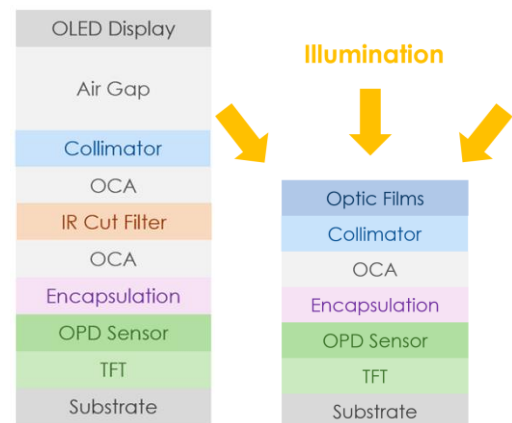 OLED Display
Air Gap
Collimator
OCA
IR Cut Filter
OCA
Encapsulation
OPD Sensor
TFT
Substrate
Illumination
Optic Films
Collimator
OCA
Encapsulation
OPD Sensor
TFT
Substrate